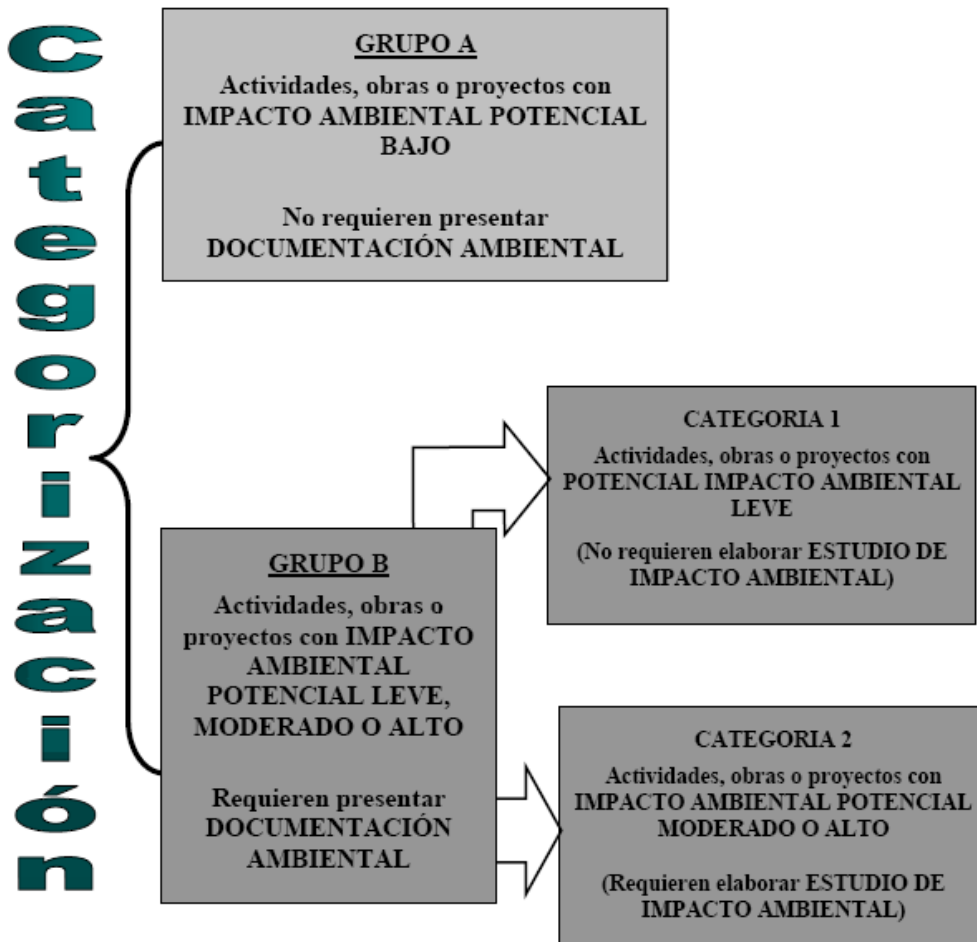 Categorización
GRUPO A
Actividades, obras o proyectos con
IMPACTO AMBIENTAL POTENCIAL
BAJO
No requieren presentar
DOCUMENTACIÓN AMBIENTAL
GRUPO B
Actividades, obras o
proyectos con IMPACTO
AMBIENTAL
POTENCIAL LEVE,
MODERADO O ALTO
Requieren presentar
DOCUMENTACIÓN
AMBIENTAL
CATEGORIA 1
Actividades, obras o proyectos con
POTENCIAL IMPACTO AMBIENTAL
LEVE
(No requieren elaborar ESTUDIO DE
IMPACTO AMBIENTAL)
CATEGORIA 2
Actividades, obras o proyectos con
IMPACTO AMBIENTAL POTENCIAL
MODERADO O ALTO
(Requieren elaborar ESTUDIO DE
IMPACTO AMBIENTAL)